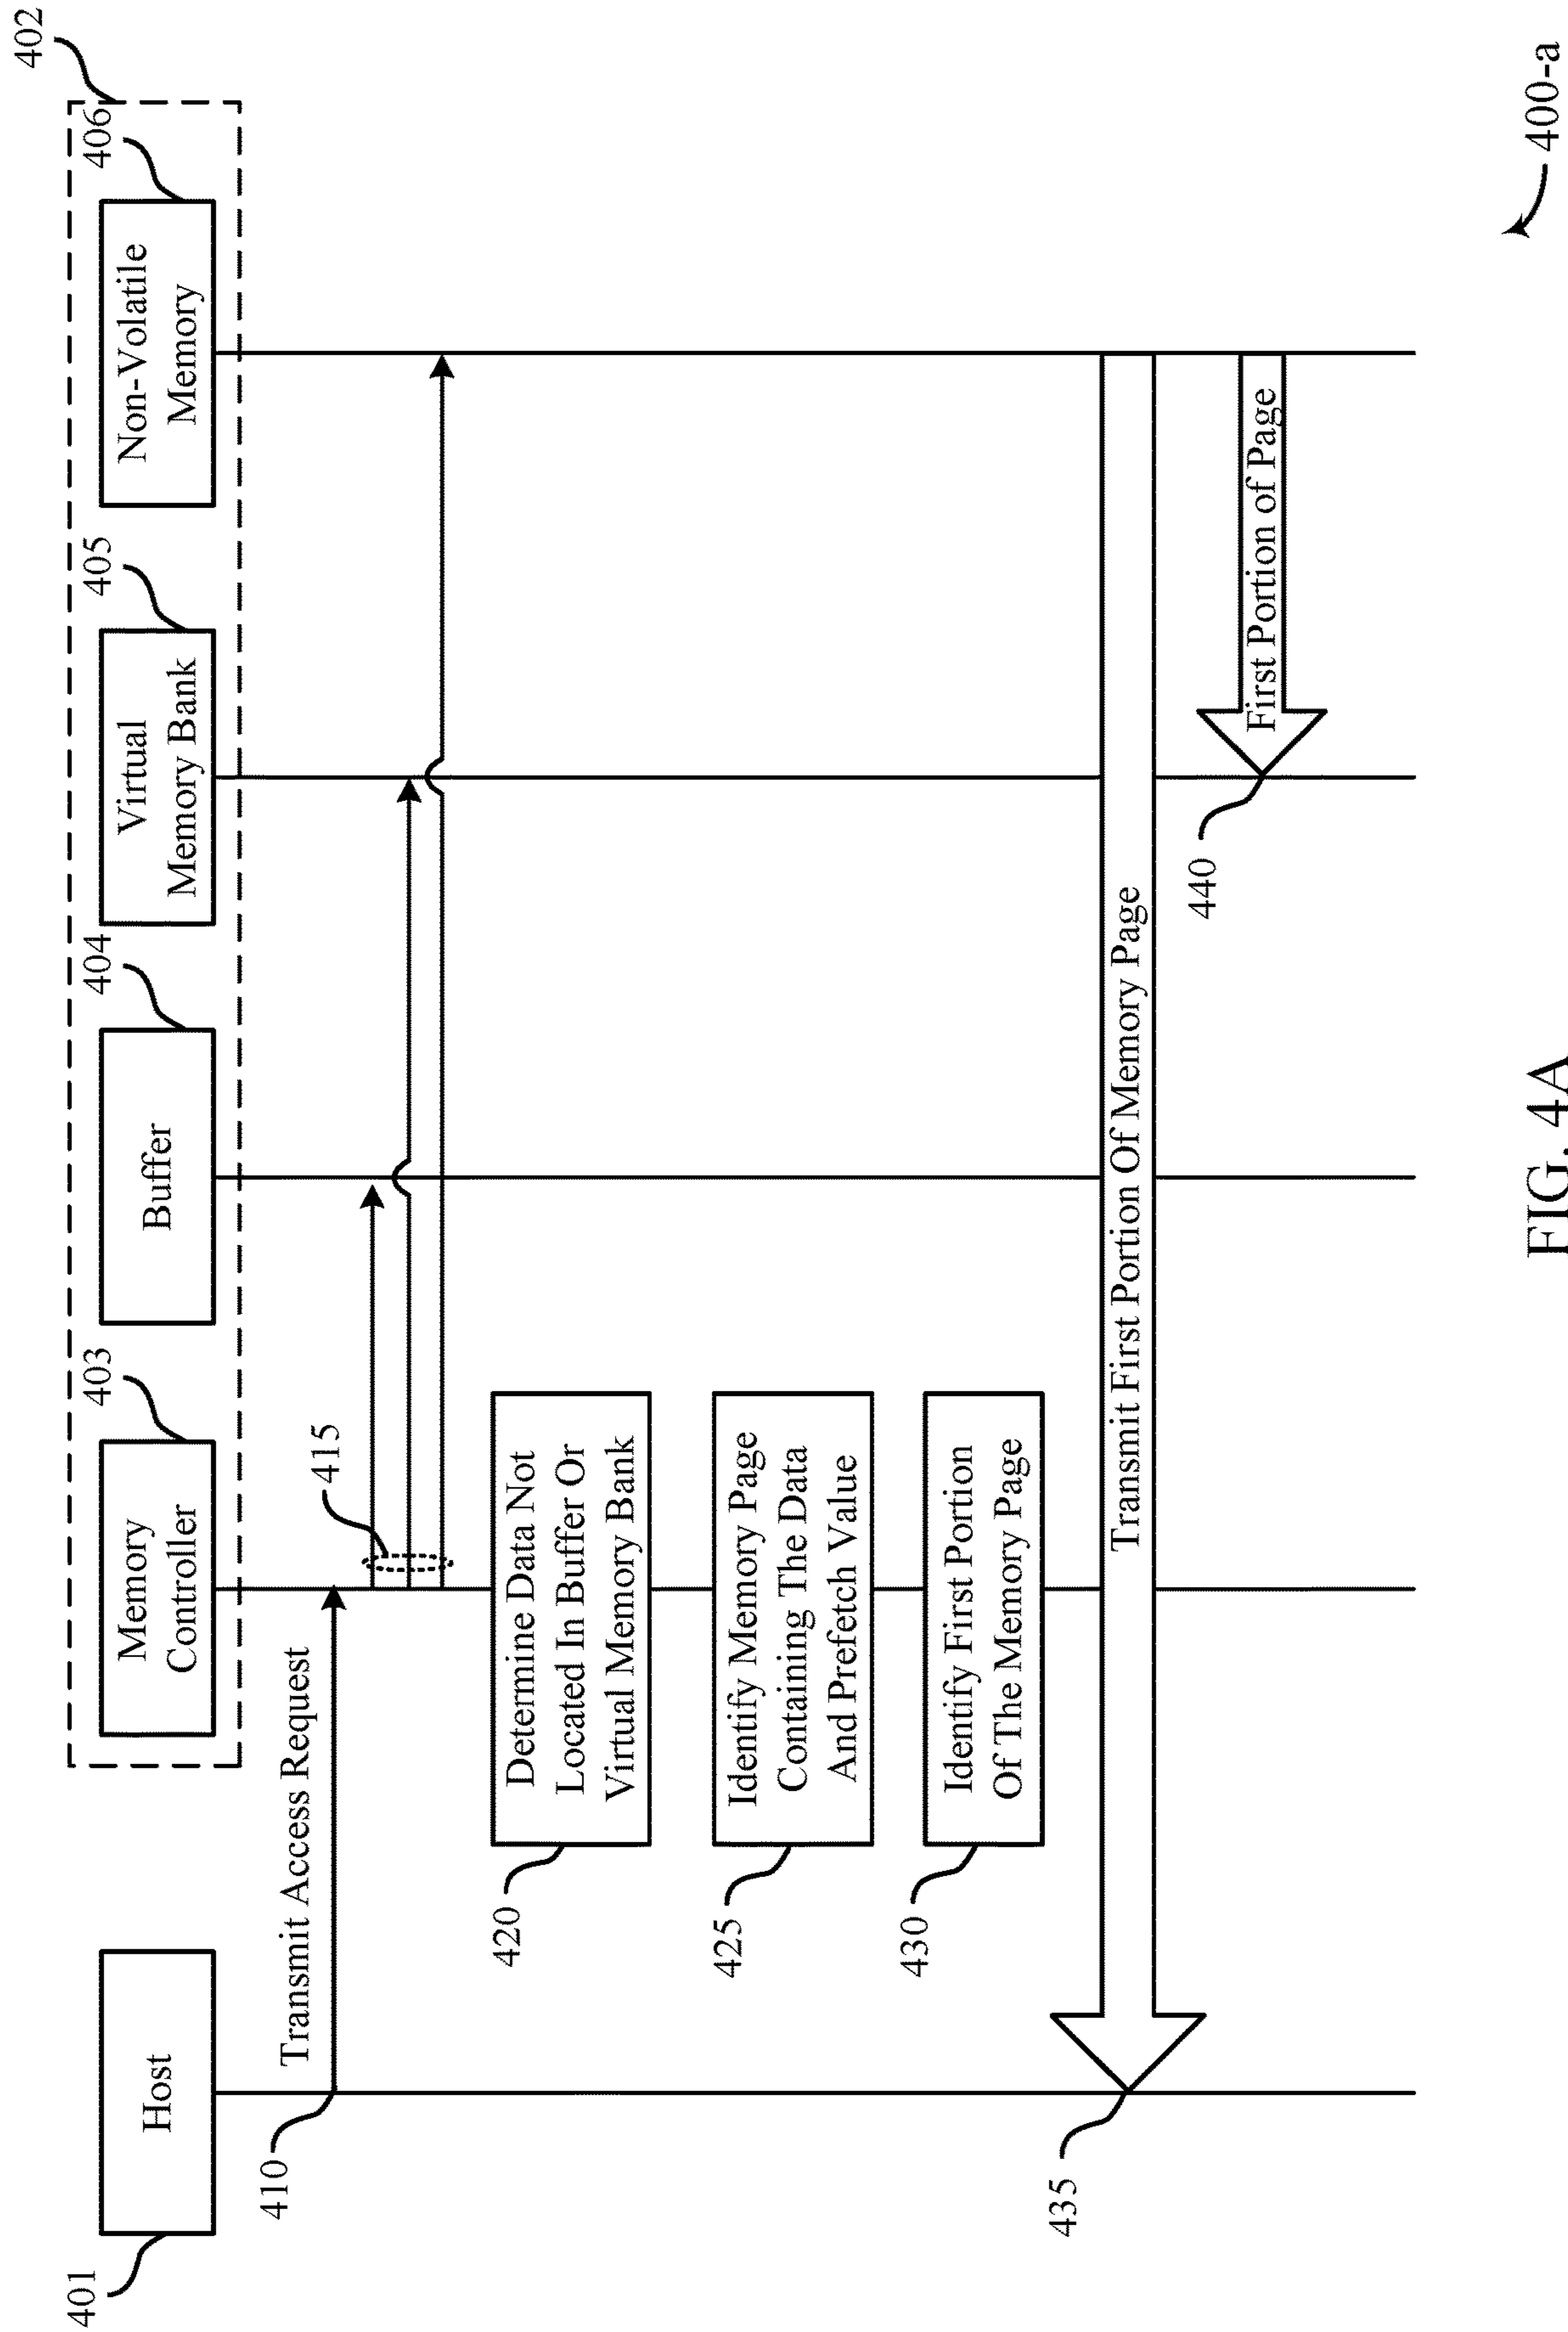 402
401
Host
403
Memory
Controller
404
Buffer
405
Virtual
Memory Bank
406
Non-Volatile
Memory
410
Transmit Access Request
415
420
Determine Data Not
Located In Buffer Or
Virtual Memory Bank
425
Identify Memory Page
Containing The Data
And Prefetch Value
430
Identify First Portion
Of The Memory Page
435
Transmit First Portion Of Memory Page
440
First Portion of Page
FIG. 4A
400-a